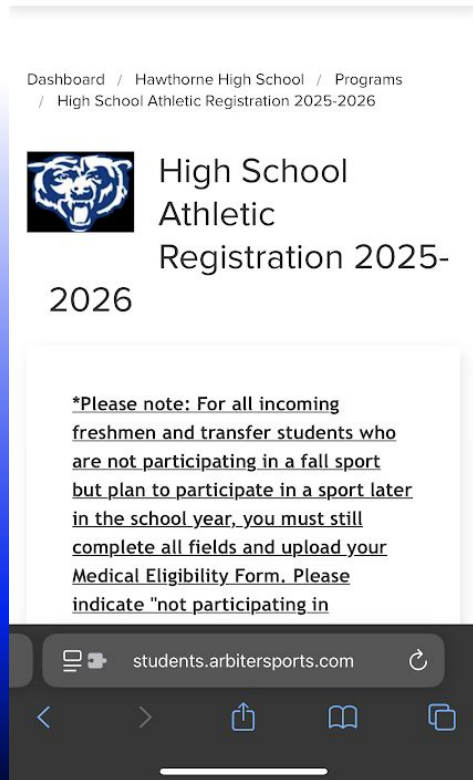 Dashboard / Hawthorne High School / Programs
/ High School Athletic Registration 2025-2026
High School
Athletic
Registration 2025-
2026
*Please note: For all incoming
freshmen and transfer students who
are not participating in a fall sport
but plan to participate in a sport later
in the school year, you must still
complete all fields and upload your
Medical Eligibility Form. Please
indicate "not participating in
students.arbitersports.com